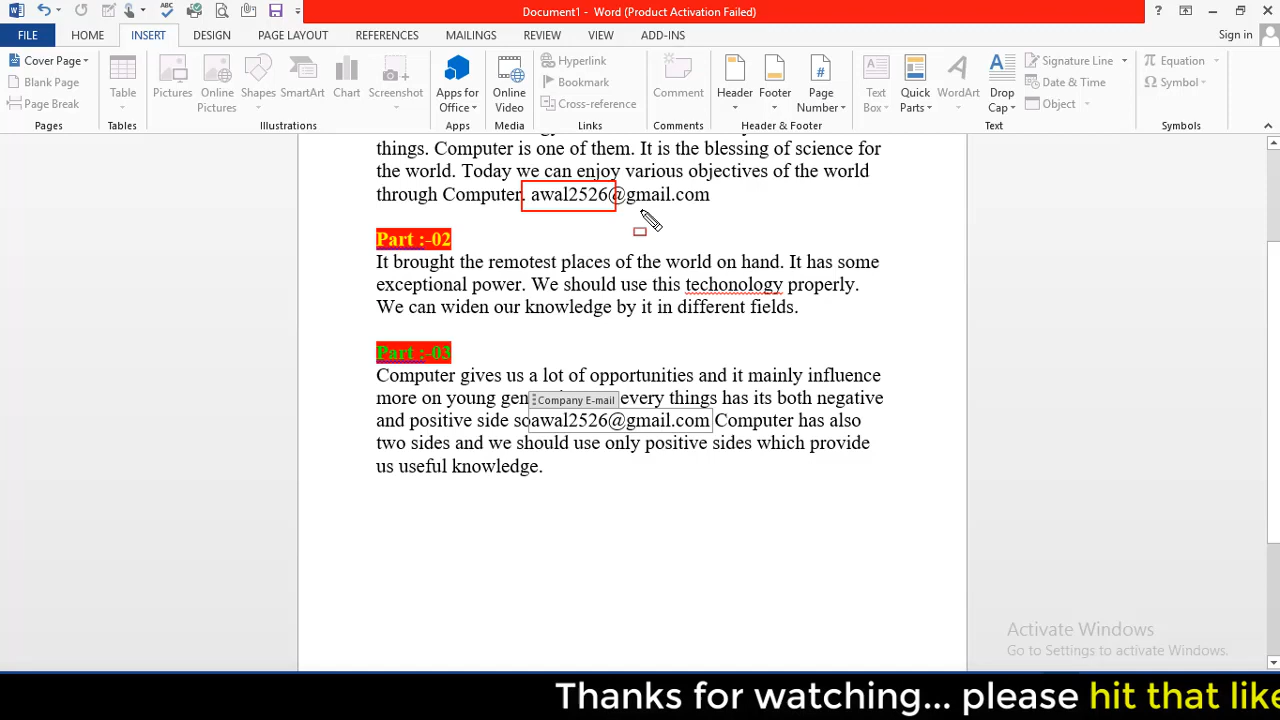 Document1 - Word (Product Activation Failed)
?
FILE HOME INSERT DESIGN PAGE LAYOUT REFERENCES MAILINGS REVIEW VIEW ADD-INS Sign in
Cover Page
Blank Page
Page Break
Pages
Table
Tables
Pictures
Online Pictures
Shapes
SmartArt
Chart
Screenshot
Illustrations
Apps for Office
Apps
Online Video
Media
Hyperlink
Bookmark
Cross-reference
Links
Comment
Comments
Header
Footer
Page Number
Header & Footer
Text Box
Quick Parts
WordArt
Drop Cap
Signature Line
Date & Time
Object
Text
Equation
Symbol
Symbols
things. Computer is one of them. It is the blessing of science for
the world. Today we can enjoy various objectives of the world
through Computer. awal2526@gmail.com
Part :-02
It brought the remotest places of the world on hand. It has some
exceptional power. We should use this techonology properly.
We can widen our knowledge by it in different fields.
Part :-03
Computer gives us a lot of opportunities and it mainly influence
more on young gen every things has its both negative
Company E-mail
and positive side soawal2526@gmail.com Computer has also
two sides and we should use only positive sides which provide
us useful knowledge.
Activate Windows
Go to Settings to activate Windows.
Thanks for watching... please hit that like